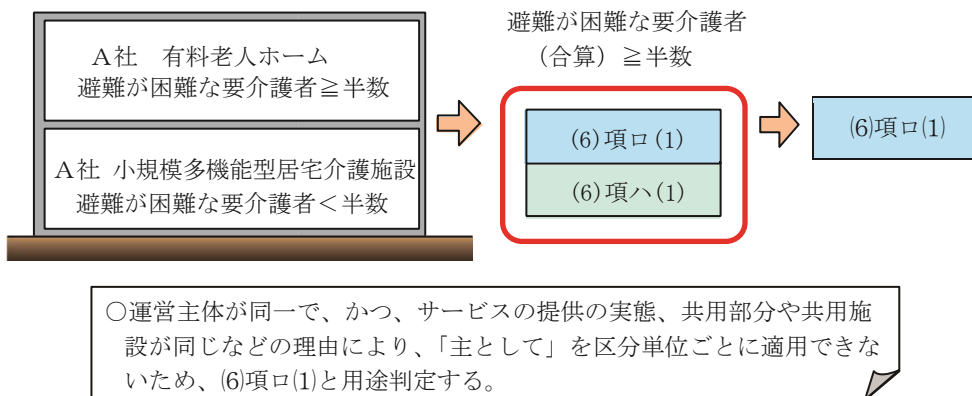 A社　有料老人ホーム
避難が困難な要介護者≧半数
A社 小規模多機能型居宅介護施設
避難が困難な要介護者＜半数
避難が困難な要介護者
（合算）≧半数
(6)項ロ(1)
(6)項ハ(1)
⑹項ロ⑴
○運営主体が同一で、かつ、サービスの提供の実態、共用部分や共用施
設が同じなどの理由により、「主として」を区分単位ごとに適用できな
いため、⑹項ロ⑴と用途判定する。